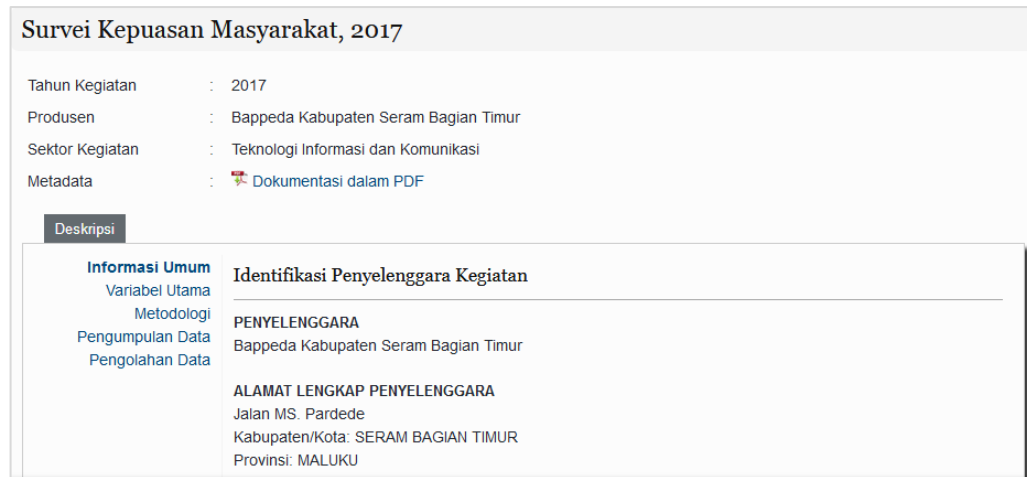 Survei Kepuasan Masyarakat, 2017
Tahun Kegiatan : 2017
Produsen : Bappeda Kabupaten Seram Bagian Timur
Sektor Kegiatan : Teknologi Informasi dan Komunikasi
Metadata : Dokumentasi dalam PDF
Deskripsi
Informasi Umum
Variabel Utama
Metodologi
Pengumpulan Data
Pengolahan Data
Identifikasi Penyelenggara Kegiatan
PENYELENGGARA
Bappeda Kabupaten Seram Bagian Timur
ALAMAT LENGKAP PENYELENGGARA
Jalan MS. Pardede
Kabupaten/Kota: SERAM BAGIAN TIMUR
Provinsi: MALUKU